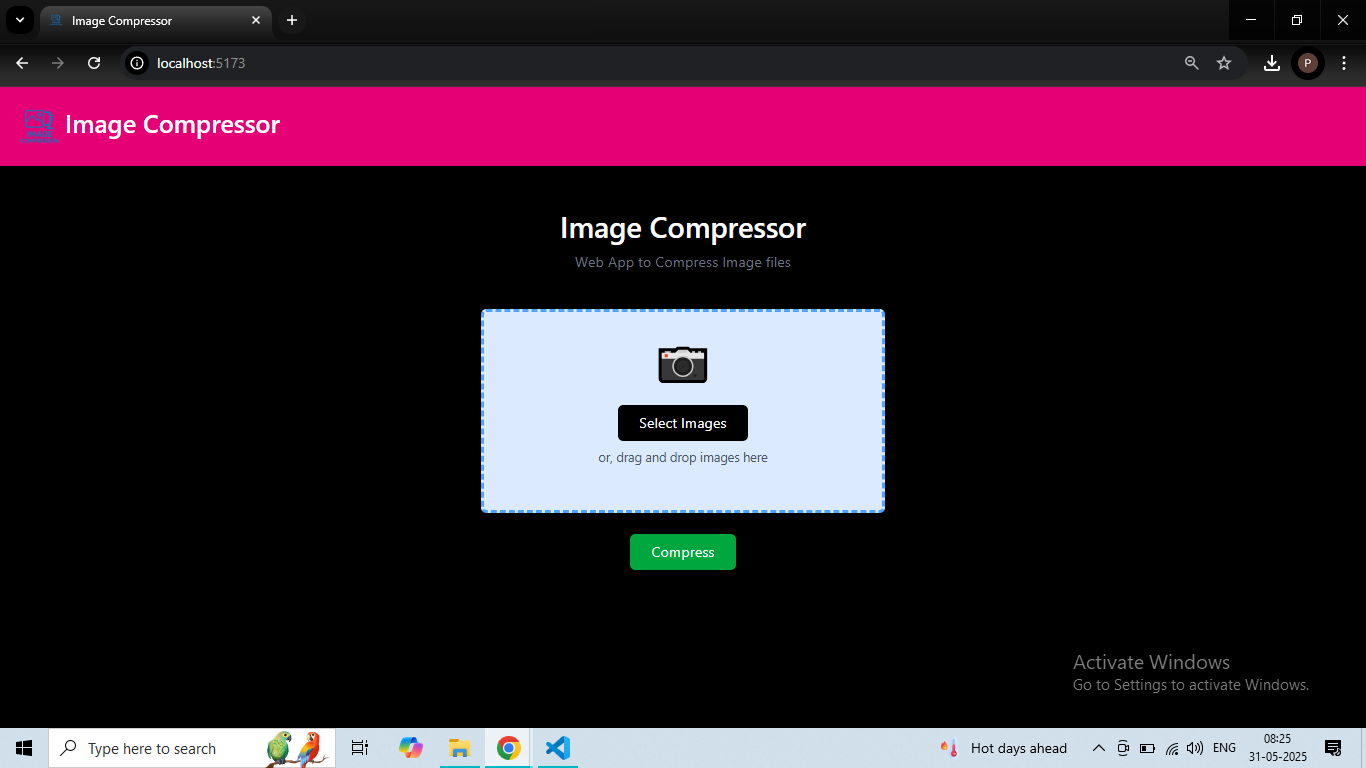 Image Compressor
localhost:5173
P
Image Compressor
Image Compressor
Web App to Compress Image files
Select Images
or, drag and drop images here
Compress
Activate Windows
Go to Settings to activate Windows.
Type here to search
Hot days ahead
ENG
08:25
31-05-2025